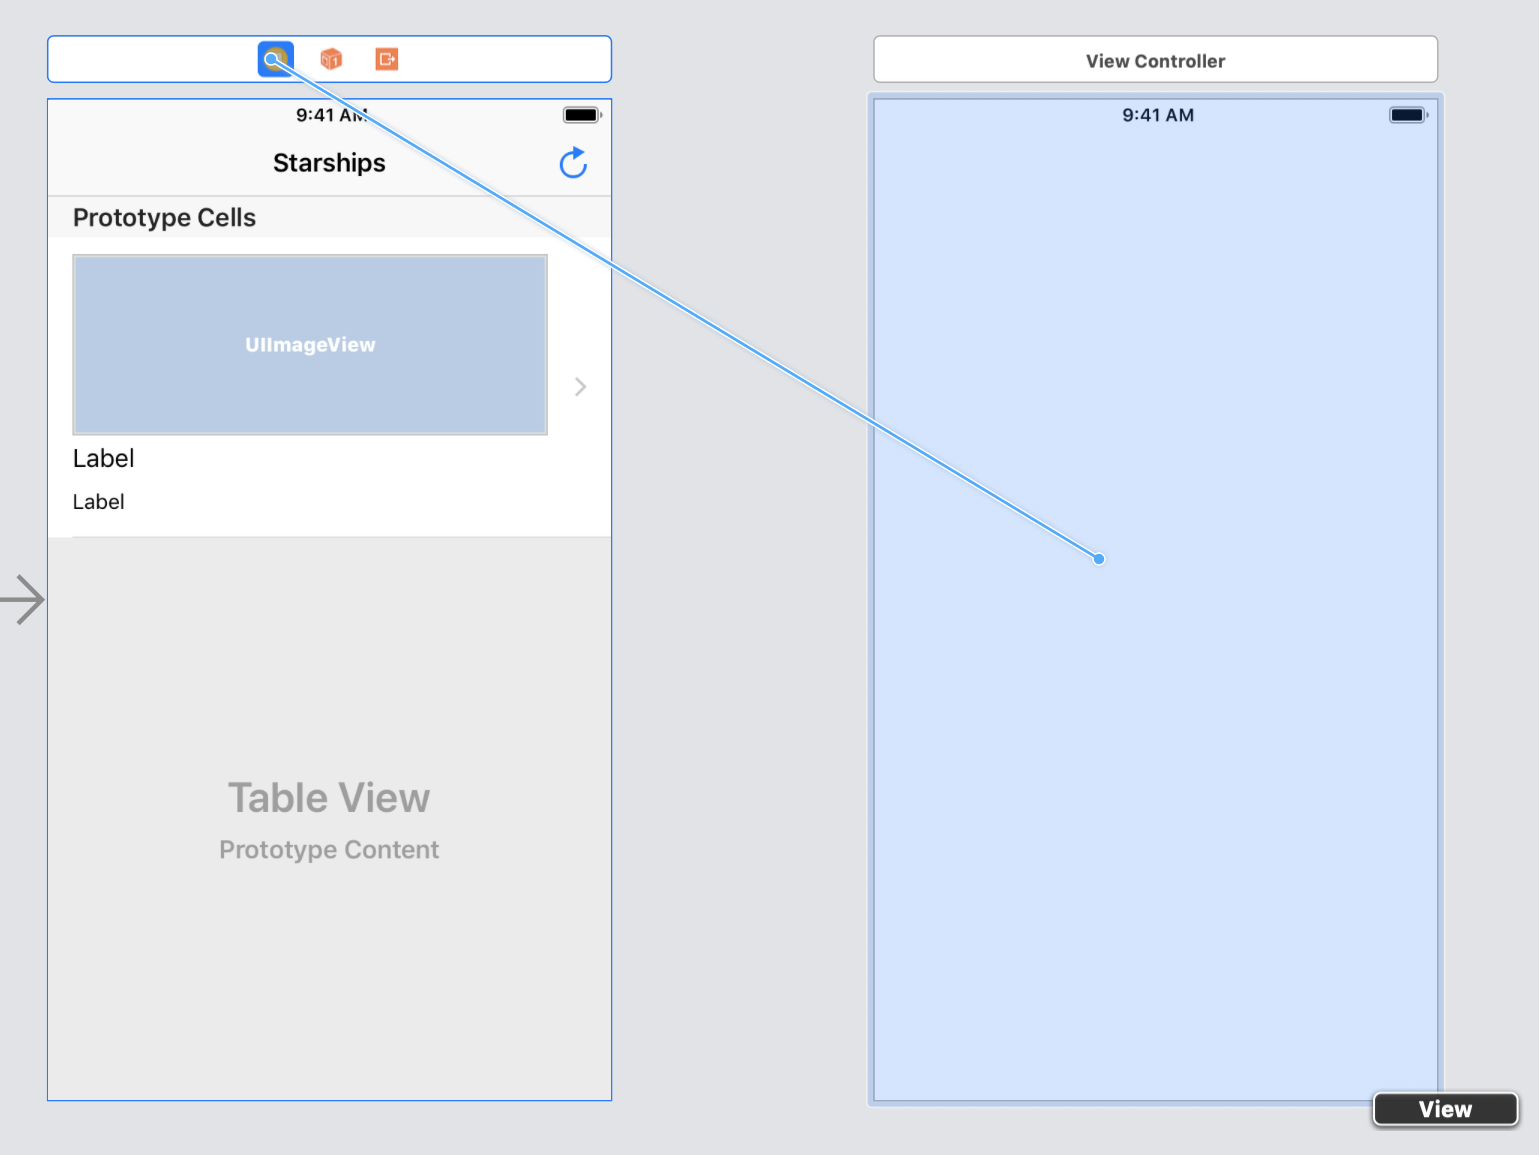 View Controller
9:41 AM
9:41 AM
Starships
Prototype Cells
UIImageView
Label
Label
Table View
Prototype Content
View